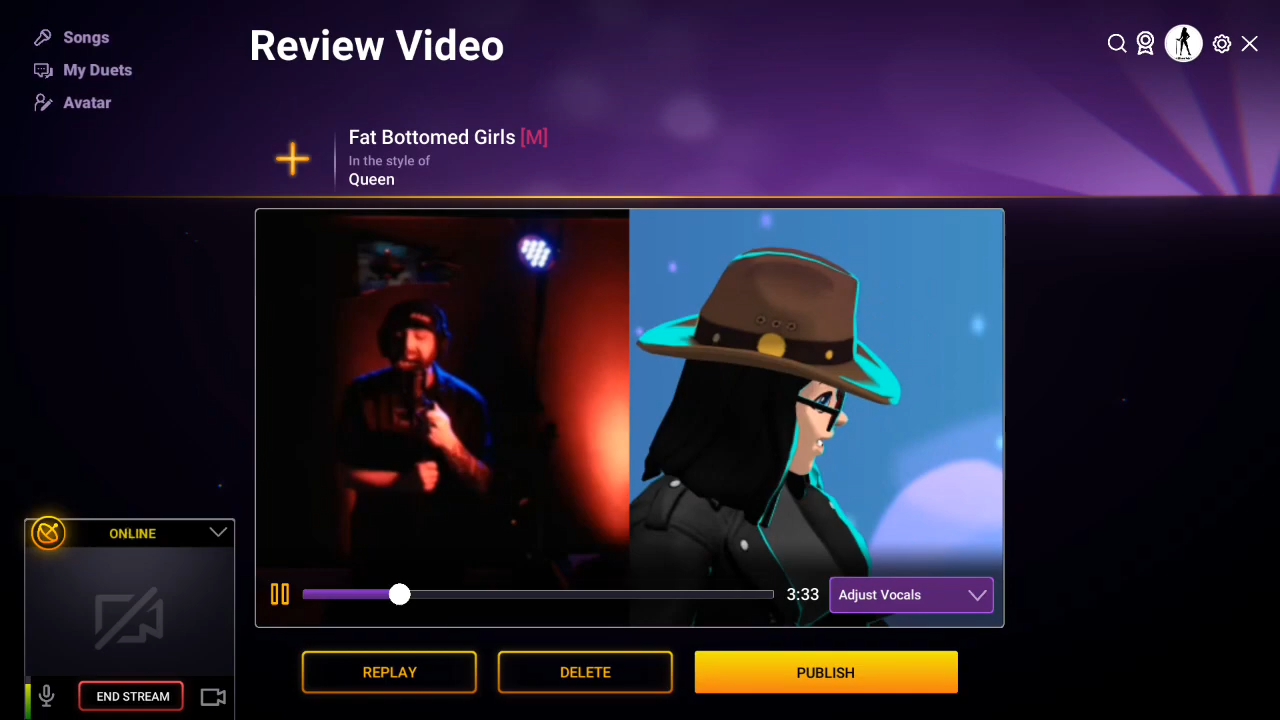 Songs
My Duets
Avatar
Review Video
Fat Bottomed Girls [M]
In the style of
Queen
ONLINE
3:33
Adjust Vocals
REPLAY
DELETE
PUBLISH
END STREAM